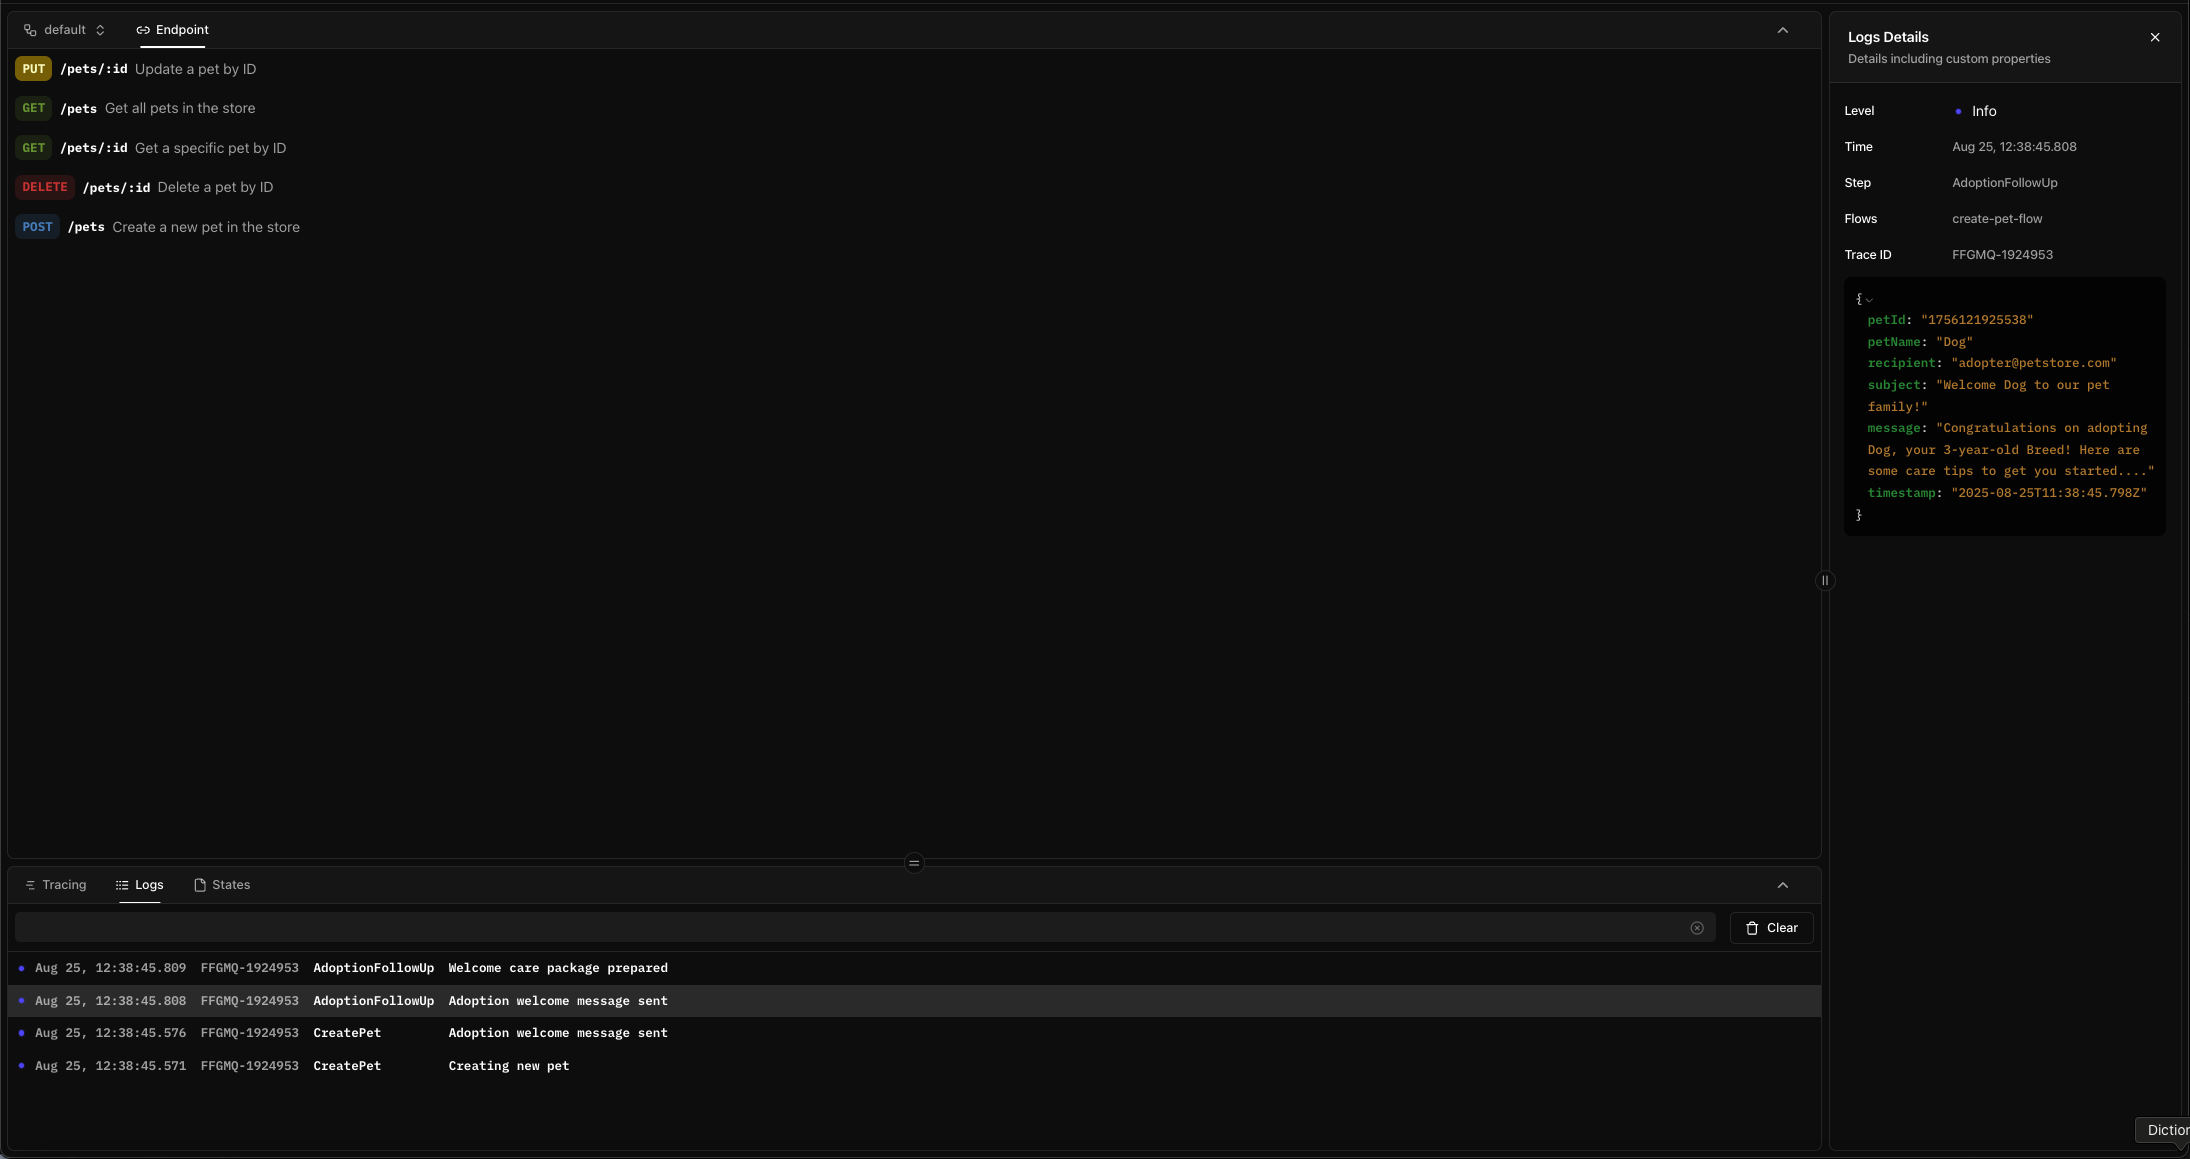 default Endpoint
PUT /pets/:id Update a pet by ID
GET /pets Get all pets in the store
GET /pets/:id Get a specific pet by ID
DELETE /pets/:id Delete a pet by ID
POST /pets Create a new pet in the store
Tracing Logs States
Clear
Aug 25, 12:38:45.809 FFGMQ-1924953 AdoptionFollowUp Welcome care package prepared
Aug 25, 12:38:45.808 FFGMQ-1924953 AdoptionFollowUp Adoption welcome message sent
Aug 25, 12:38:45.576 FFGMQ-1924953 CreatePet Adoption welcome message sent
Aug 25, 12:38:45.571 FFGMQ-1924953 CreatePet Creating new pet
Logs Details
Details including custom properties
Level Info
Time Aug 25, 12:38:45.808
Step AdoptionFollowUp
Flows create-pet-flow
Trace ID FFGMQ-1924953
{
petId: "1756121925538"
petName: "Dog"
recipient: "adopter@petstore.com"
subject: "Welcome Dog to our pet
family!"
message: "Congratulations on adopting
Dog, your 3-year-old Breed! Here are
some care tips to get you started...."
timestamp: "2025-08-25T11:38:45.798Z"
}